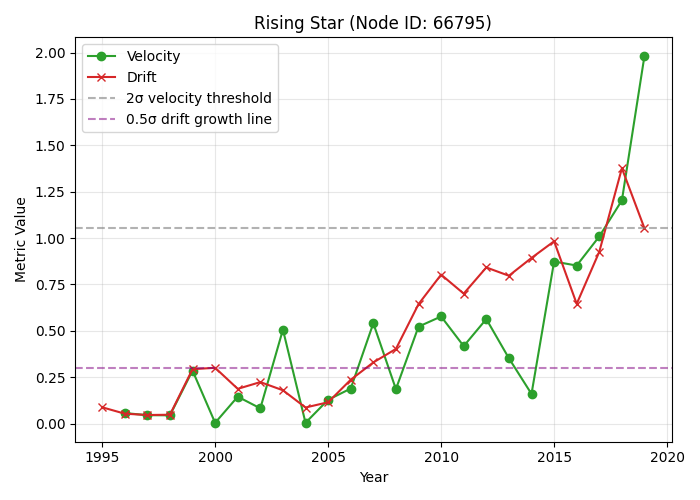 Rising Star (Node ID: 66795)
Velocity
Drift
2σ velocity threshold
0.5σ drift growth line
Metric Value
2.00
1.75
1.50
1.25
1.00
0.75
0.50
0.25
0.00
1995 2000 2005 2010 2015 2020
Year